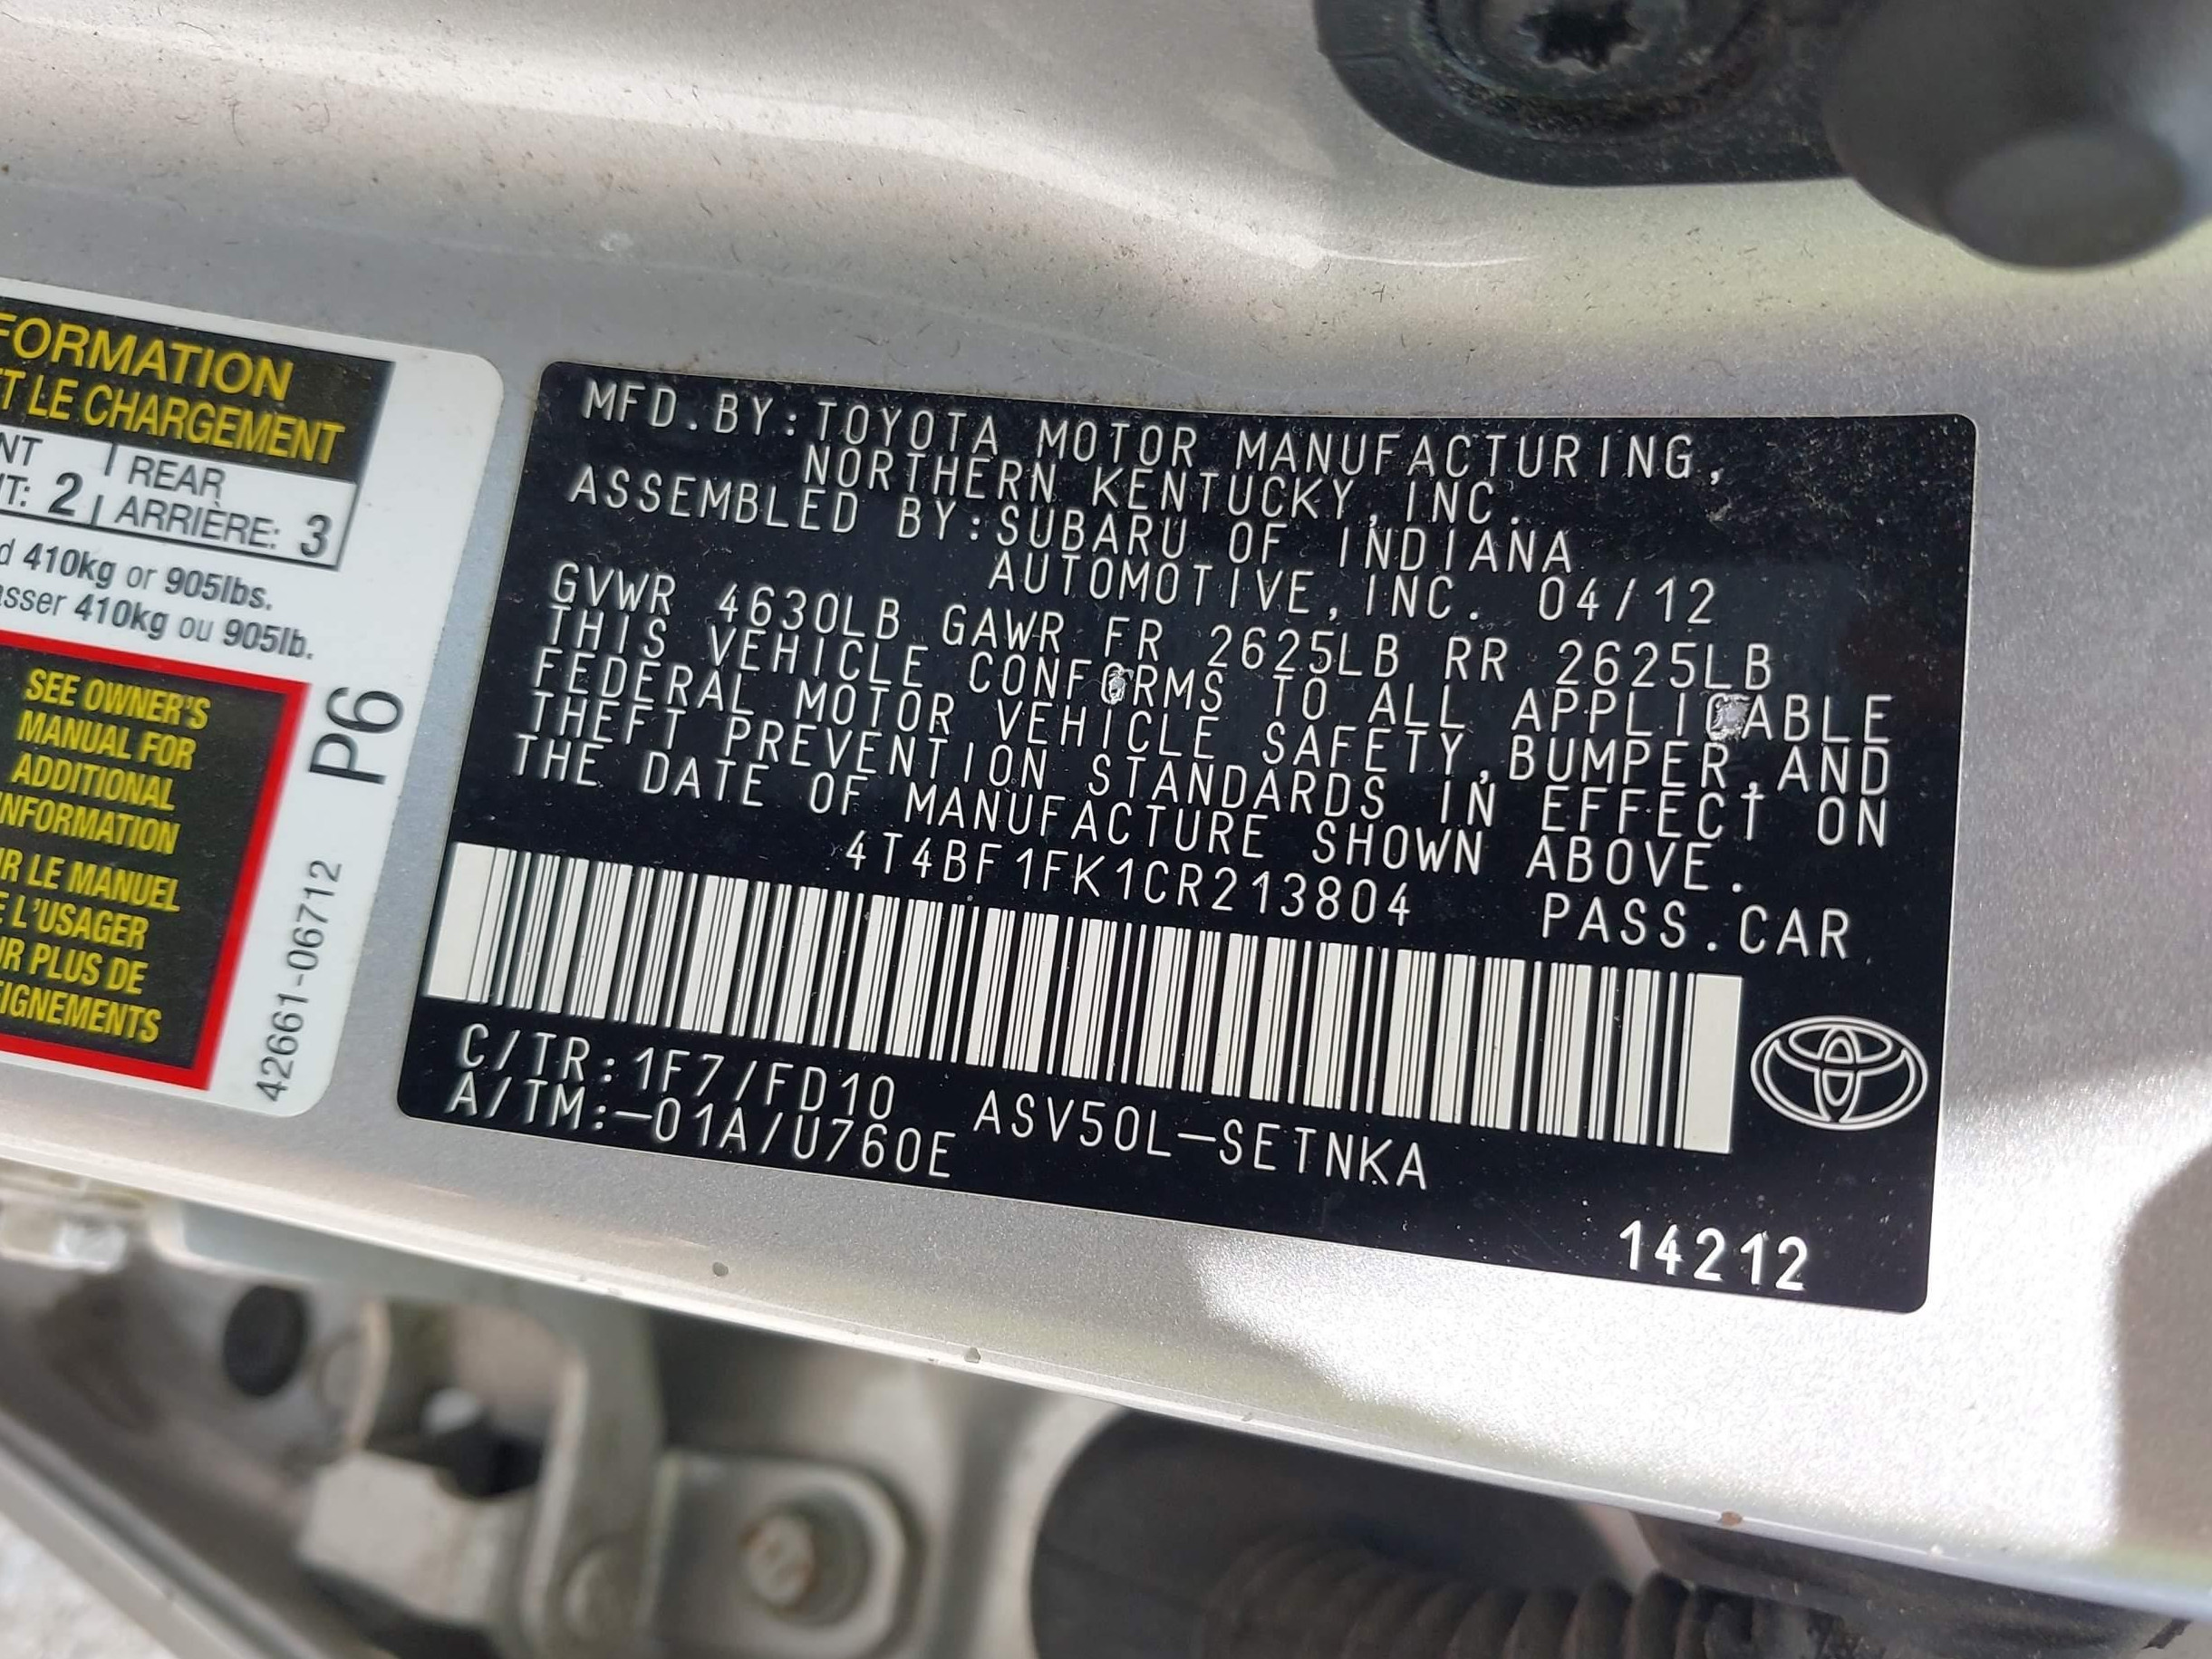 FORMATION
T LE CHARGEMENT
NT | REAR
T: 2 | ARRIÈRE: 3
d 410kg or 905lbs.
asser 410kg ou 905lb.
SEE OWNER'S
MANUAL FOR
ADDITIONAL
INFORMATION
R LE MANUEL
E L'USAGER
UR PLUS DE
EIGNEMENTS
P6
42661-06712
MFD.BY:TOYOTA MOTOR MANUFACTURING,
NORTHERN KENTUCKY,INC.
ASSEMBLED BY:SUBARU OF INDIANA
AUTOMOTIVE,INC. 04/12
GVWR 4630LB GAWR FR 2625LB RR 2625LB
THIS VEHICLE CONFORMS TO ALL APPLICABLE
FEDERAL MOTOR VEHICLE SAFETY,BUMPER,AND
THEFT PREVENTION STANDARDS IN EFFECT ON
THE DATE OF MANUFACTURE SHOWN ABOVE.
4T4BF1FK1CR213804 PASS.CAR
C/TR:1F7/FD10 ASV50L-SETNKA
A/TM:-01A/U760E
14212